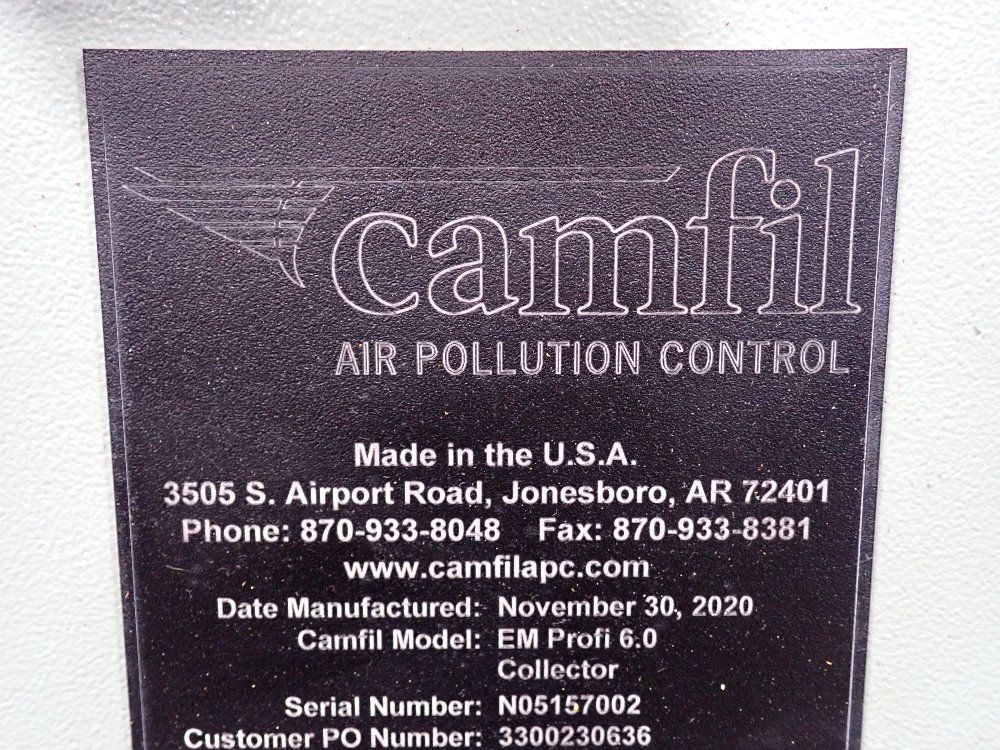 camfil
AIR POLLUTION CONTROL
Made in the U.S.A.
3505 S. Airport Road, Jonesboro, AR 72401
Phone: 870-933-8048 Fax: 870-933-8381
www.camfilapc.com
Date Manufactured: November 30, 2020
Camfil Model: EM Profi 6.0
Collector
Serial Number: N05157002
Customer PO Number: 3300230636